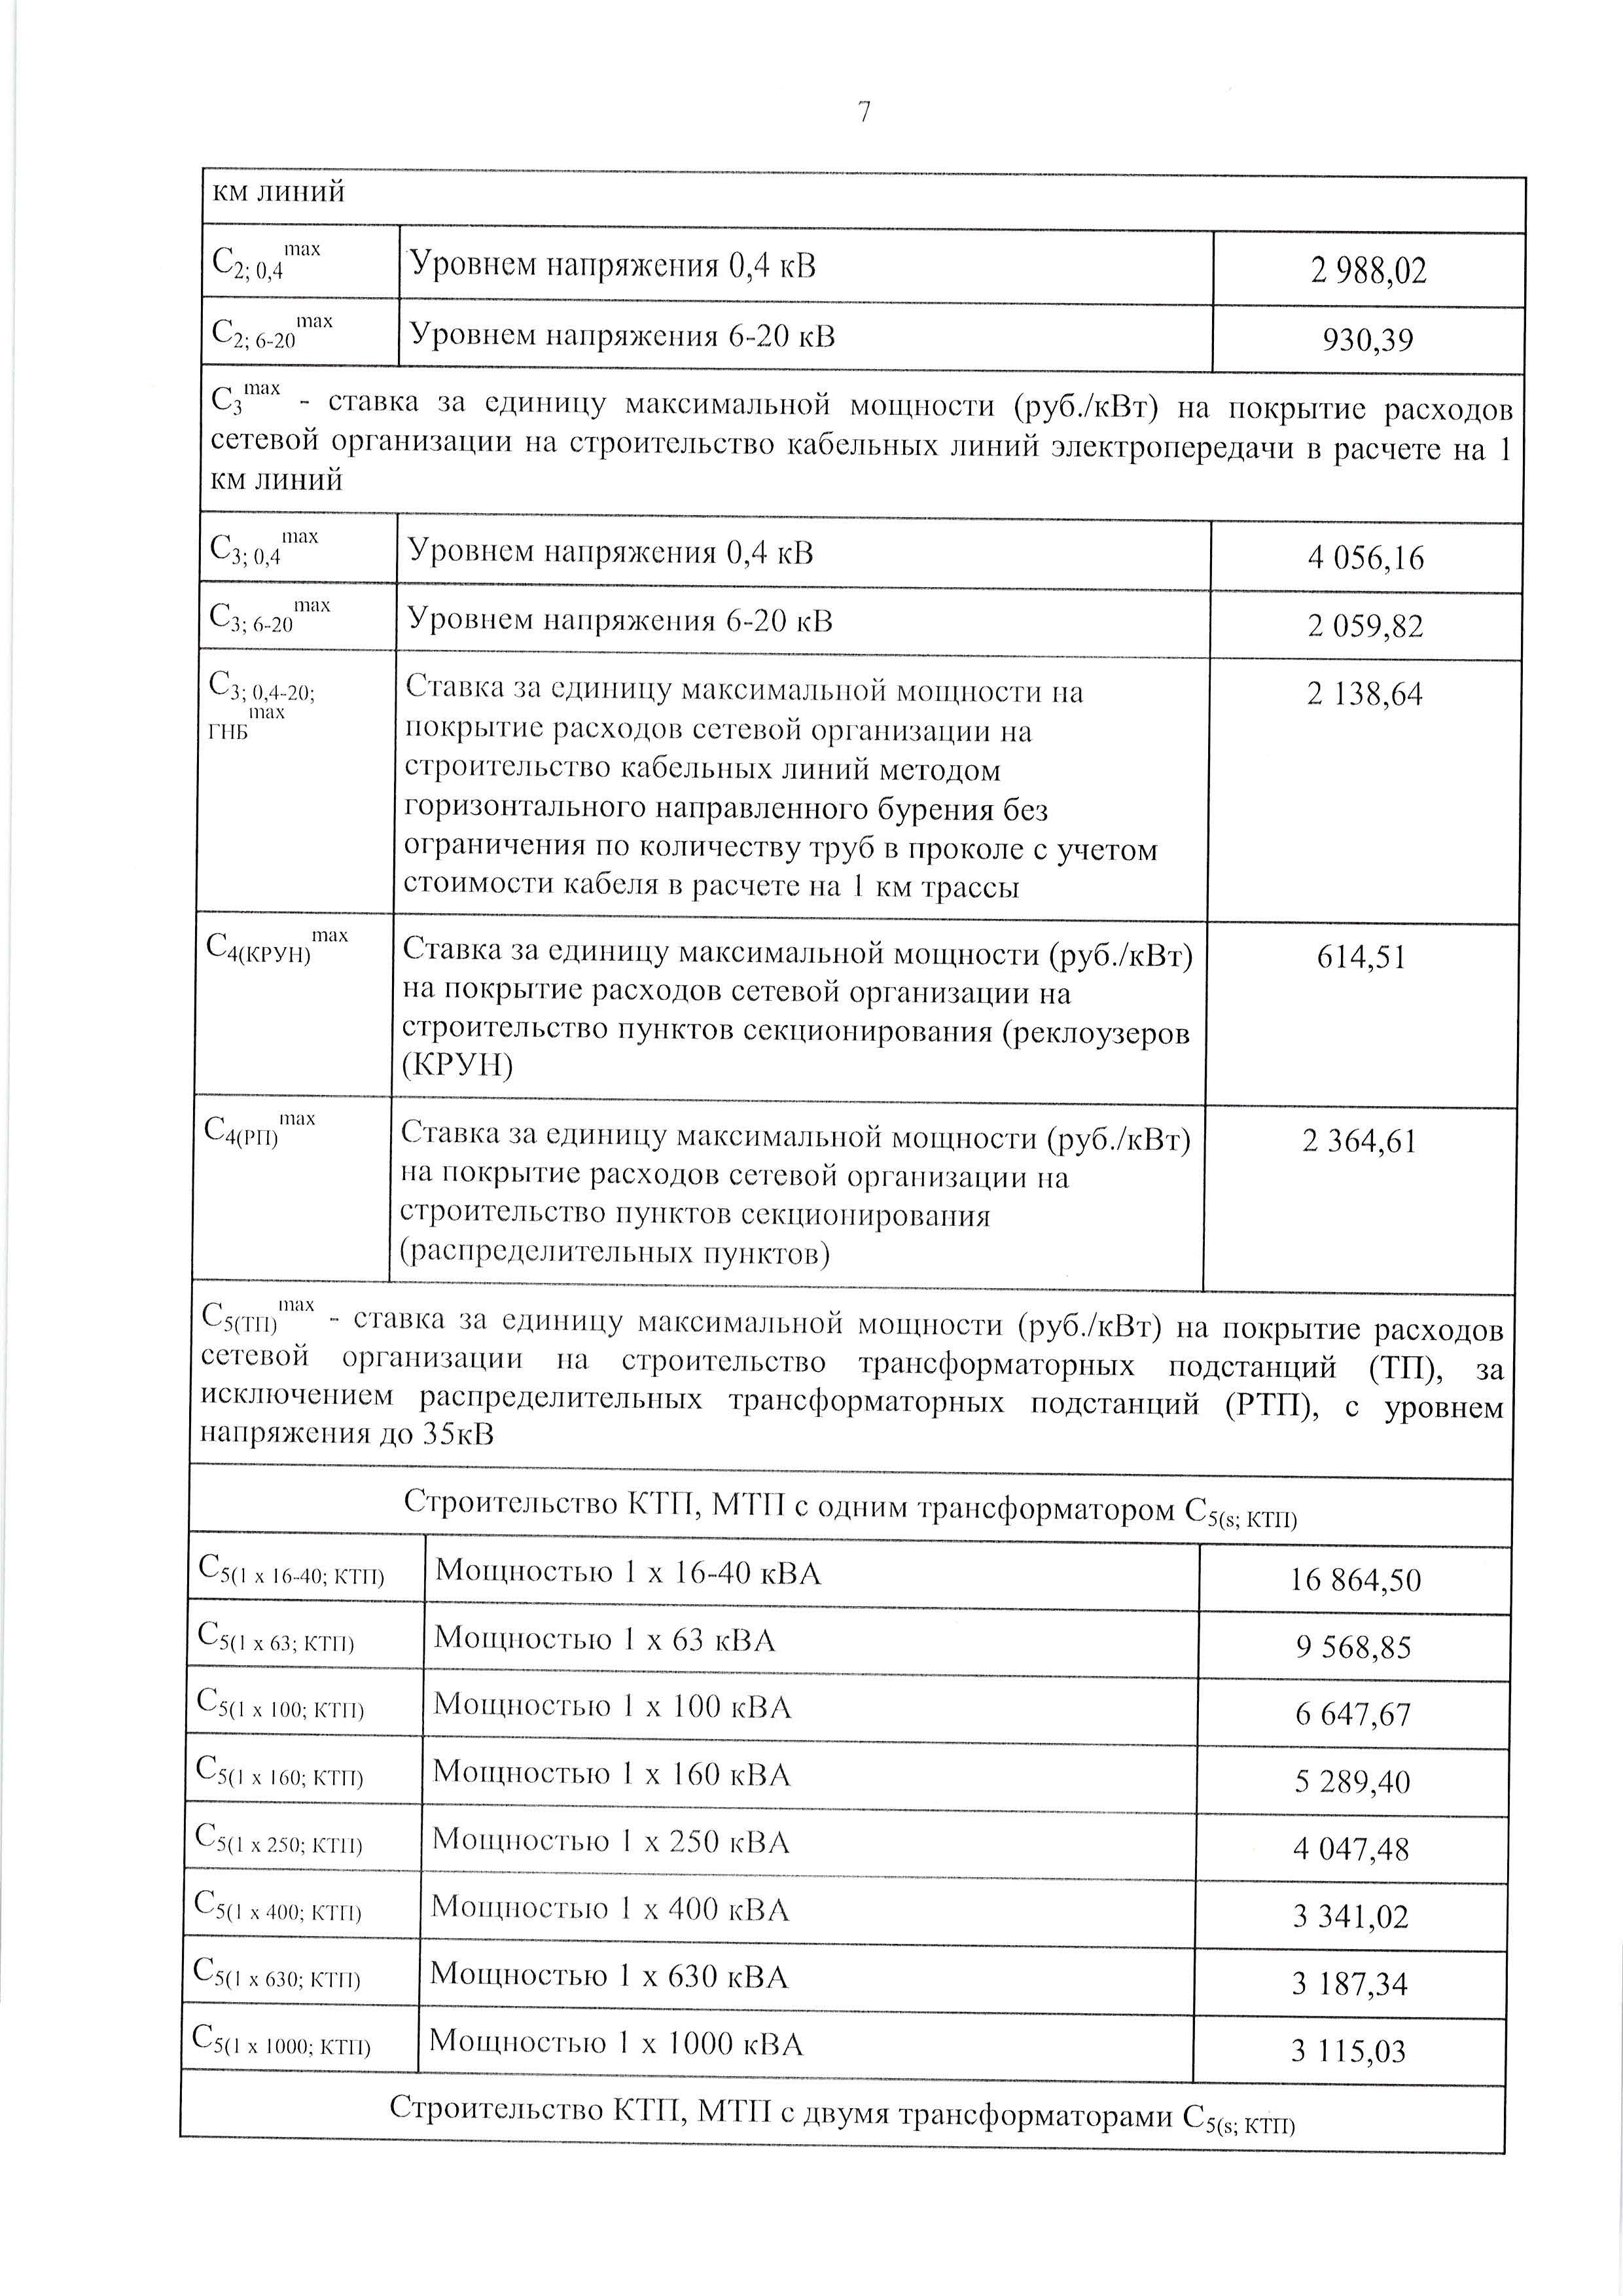 7
км линий
C2; 0,4 max Уровнем напряжения 0,4 кВ 2 988,02
C2; 6-20 max Уровнем напряжения 6-20 кВ 930,39
C3 max - ставка за единицу максимальной мощности (руб./кВт) на покрытие расходов
сетевой организации на строительство кабельных линий электропередачи в расчете на 1
км линий
C3; 0,4 max Уровнем напряжения 0,4 кВ 4 056,16
C3; 6-20 max Уровнем напряжения 6-20 кВ 2 059,82
C3; 0,4-20; ГНБ max
Ставка за единицу максимальной мощности на
покрытие расходов сетевой организации на
строительство кабельных линий методом
горизонтального направленного бурения без
ограничения по количеству труб в проколе с учетом
стоимости кабеля в расчете на 1 км трассы
2 138,64
C4(КРУН) max
Ставка за единицу максимальной мощности (руб./кВт)
на покрытие расходов сетевой организации на
строительство пунктов секционирования (реклоузеров
(КРУН)
614,51
C4(РП) max
Ставка за единицу максимальной мощности (руб./кВт)
на покрытие расходов сетевой организации на
строительство пунктов секционирования
(распределительных пунктов)
2 364,61
C5(ТП) max - ставка за единицу максимальной мощности (руб./кВт) на покрытие расходов
сетевой организации на строительство трансформаторных подстанций (ТП), за
исключением распределительных трансформаторных подстанций (РТП), с уровнем
напряжения до 35кВ
Строительство КТП, МТП с одним трансформатором C5(s; КТП)
C5(1 x 16-40; КТП) Мощностью 1 x 16-40 кВА 16 864,50
C5(1 x 63; КТП) Мощностью 1 x 63 кВА 9 568,85
C5(1 x 100; КТП) Мощностью 1 x 100 кВА 6 647,67
C5(1 x 160; КТП) Мощностью 1 x 160 кВА 5 289,40
C5(1 x 250; КТП) Мощностью 1 x 250 кВА 4 047,48
C5(1 x 400; КТП) Мощностью 1 x 400 кВА 3 341,02
C5(1 x 630; КТП) Мощностью 1 x 630 кВА 3 187,34
C5(1 x 1000; КТП) Мощностью 1 x 1000 кВА 3 115,03
Строительство КТП, МТП с двумя трансформаторами C5(s; КТП)